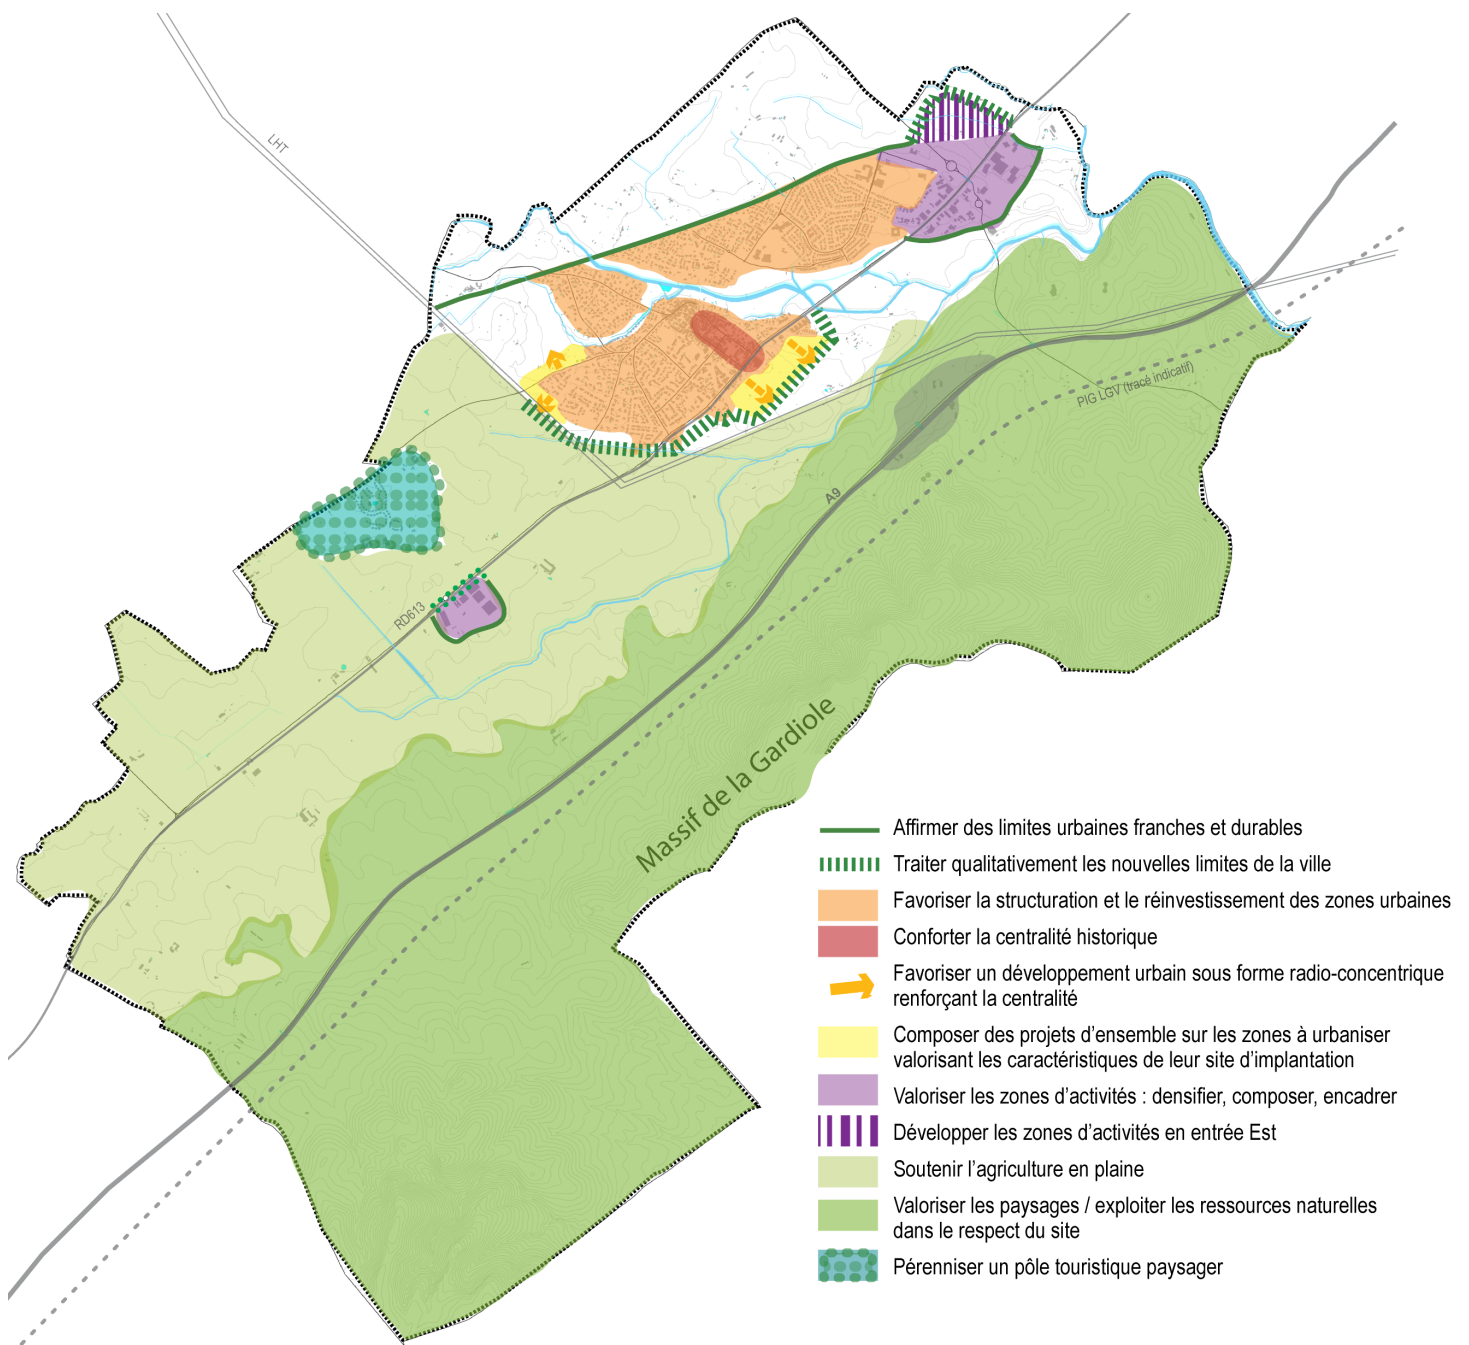 LHT
PIG LGV (tracé indicatif)
A9
RD613
Massif de la Gardiole
Affirmer des limites urbaines franches et durables
Traiter qualitativement les nouvelles limites de la ville
Favoriser la structuration et le réinvestissement des zones urbaines
Conforter la centralité historique
Favoriser un développement urbain sous forme radio-concentrique
renforçant la centralité
Composer des projets d'ensemble sur les zones à urbaniser
valorisant les caractéristiques de leur site d'implantation
Valoriser les zones d'activités : densifier, composer, encadrer
Développer les zones d'activités en entrée Est
Soutenir l'agriculture en plaine
Valoriser les paysages / exploiter les ressources naturelles
dans le respect du site
Pérenniser un pôle touristique paysager